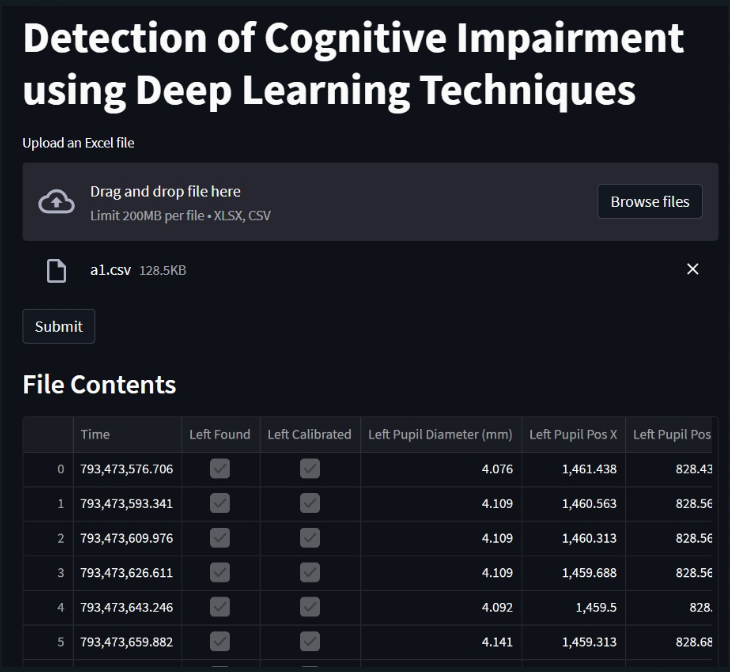 Detection of Cognitive Impairment
using Deep Learning Techniques
Upload an Excel file
Drag and drop file here
Limit 200MB per file • XLSX, CSV
Browse files
a1.csv 128.5KB
Submit
File Contents
Time Left Found Left Calibrated Left Pupil Diameter (mm) Left Pupil Pos X Left Pupil Pos
0 793,473,576.706 4.076 1,461.438 828.43
1 793,473,593.341 4.109 1,460.563 828.56
2 793,473,609.976 4.109 1,460.313 828.56
3 793,473,626.611 4.109 1,459.688 828.56
4 793,473,643.246 4.092 1,459.5 828.
5 793,473,659.882 4.141 1,459.313 828.68